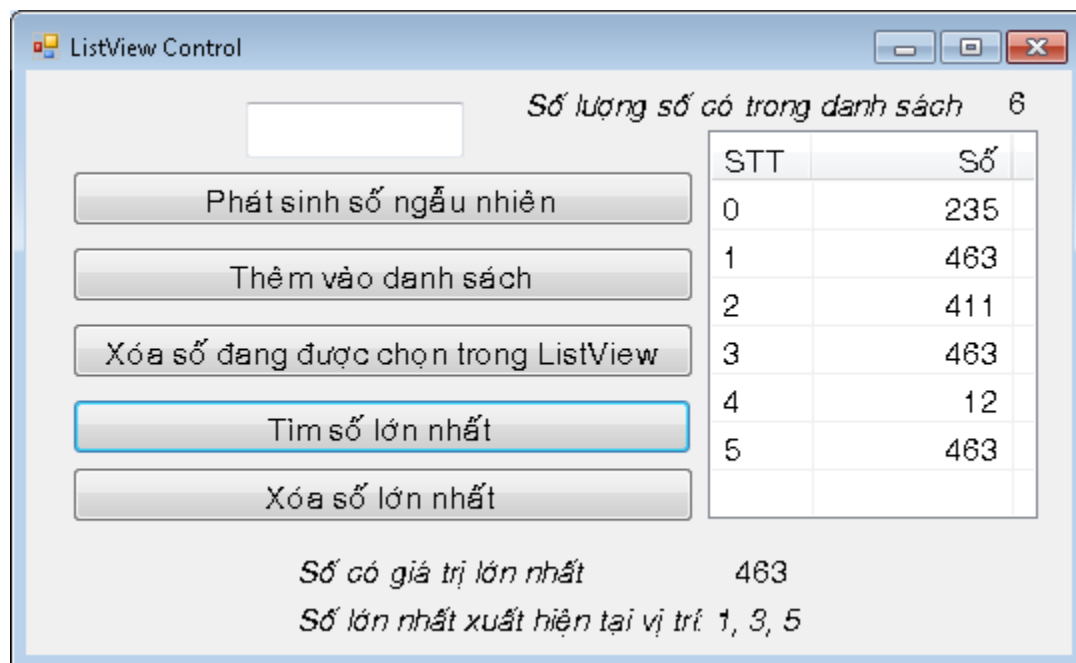 ListView Control
Số lượng số có trong danh sách 6
Phát sinh số ngẫu nhiên
Thêm vào danh sách
Xóa số đang được chọn trong ListView
Tìm số lớn nhất
Xóa số lớn nhất
STT Số
0 235
1 463
2 411
3 463
4 12
5 463
Số có giá trị lớn nhất 463
Số lớn nhất xuất hiện tại vị trí: 1, 3, 5